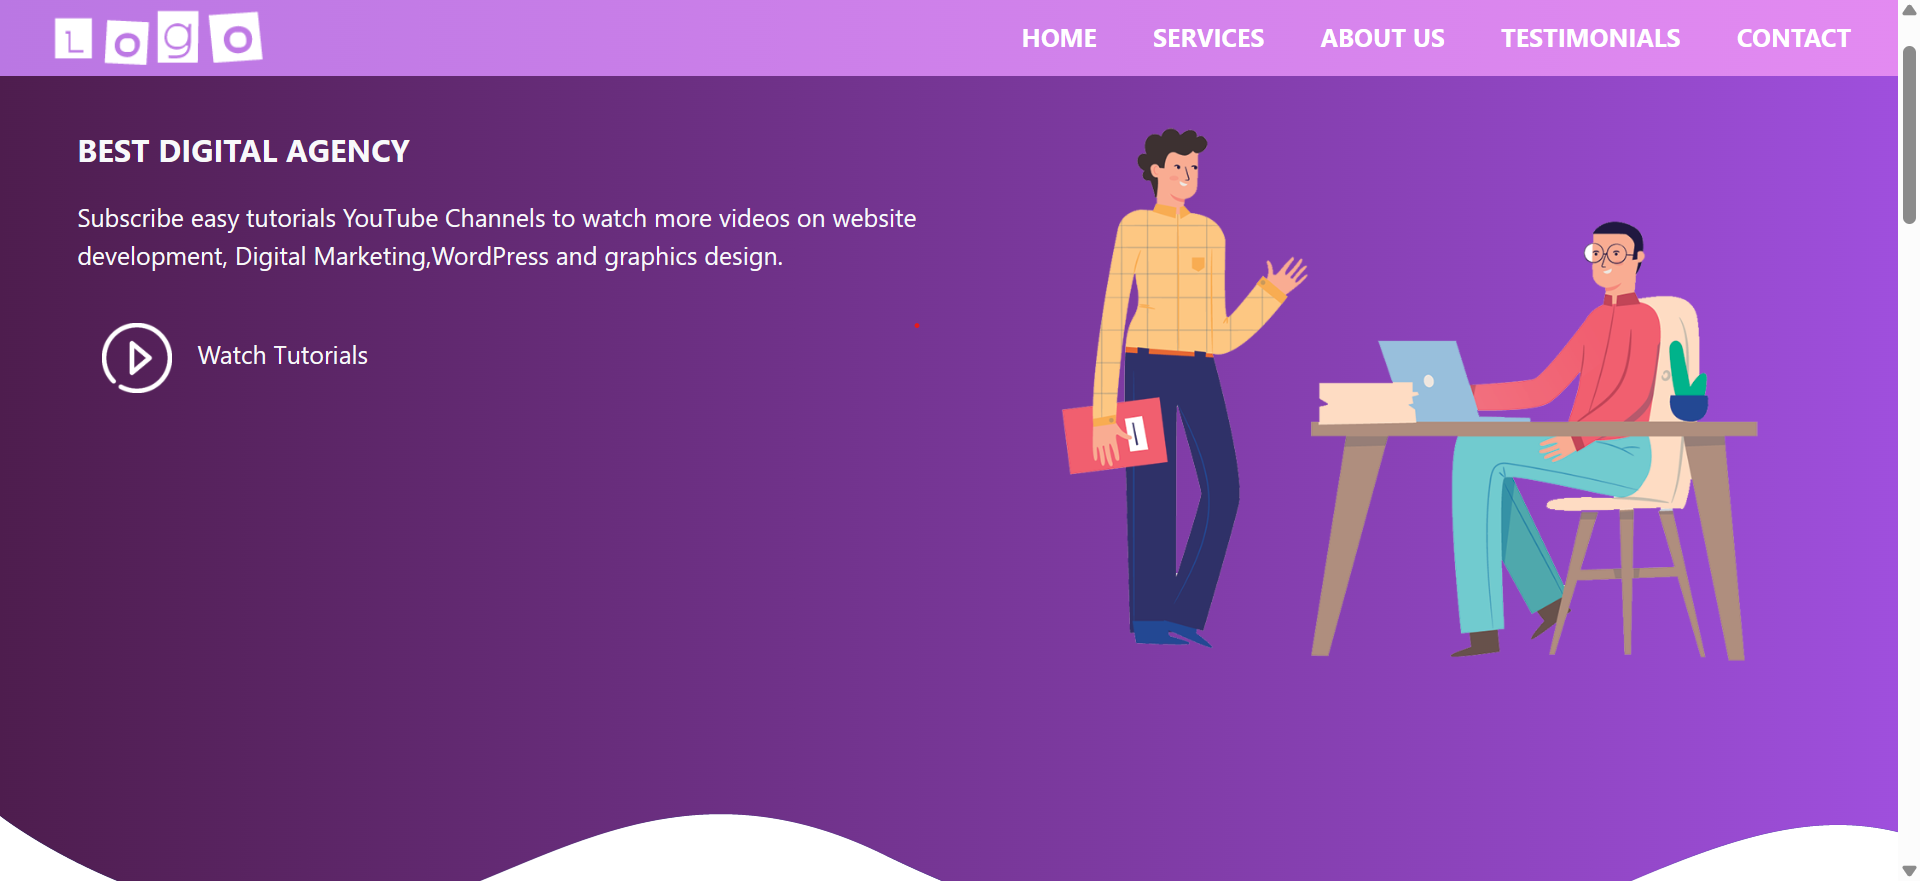 Logo
HOME SERVICES ABOUT US TESTIMONIALS CONTACT
BEST DIGITAL AGENCY
Subscribe easy tutorials YouTube Channels to watch more videos on website
development, Digital Marketing,WordPress and graphics design.
Watch Tutorials